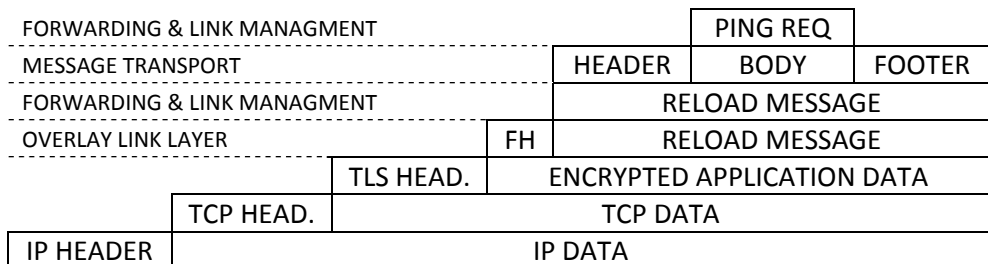 FORWARDING & LINK MANAGMENT PING REQ
MESSAGE TRANSPORT HEADER BODY FOOTER
FORWARDING & LINK MANAGMENT RELOAD MESSAGE
OVERLAY LINK LAYER FH RELOAD MESSAGE
TLS HEAD. ENCRYPTED APPLICATION DATA
TCP HEAD. TCP DATA
IP HEADER IP DATA